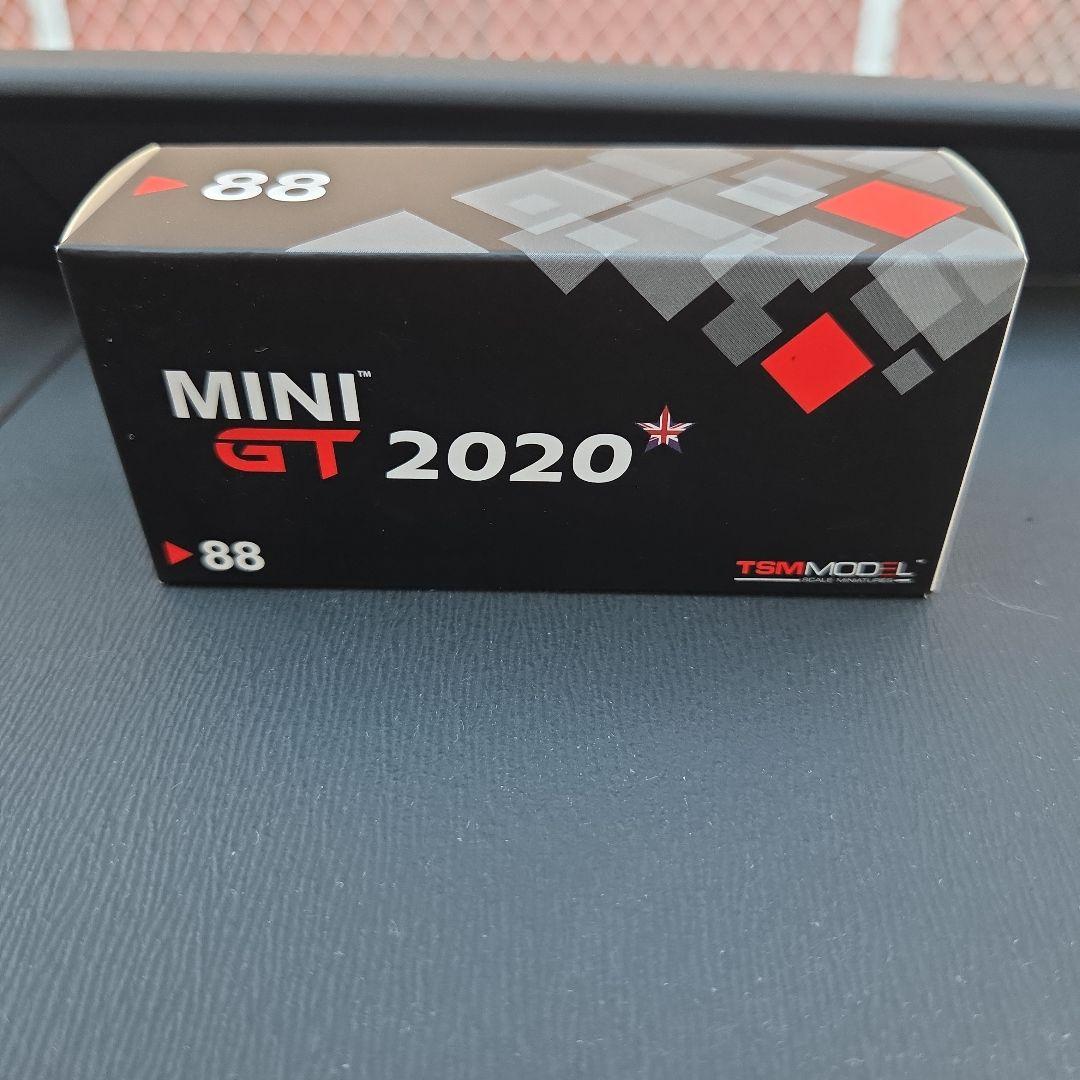 88
MINI™
GT 2020
88
TSMMODEL™
SCALE MINIATURES